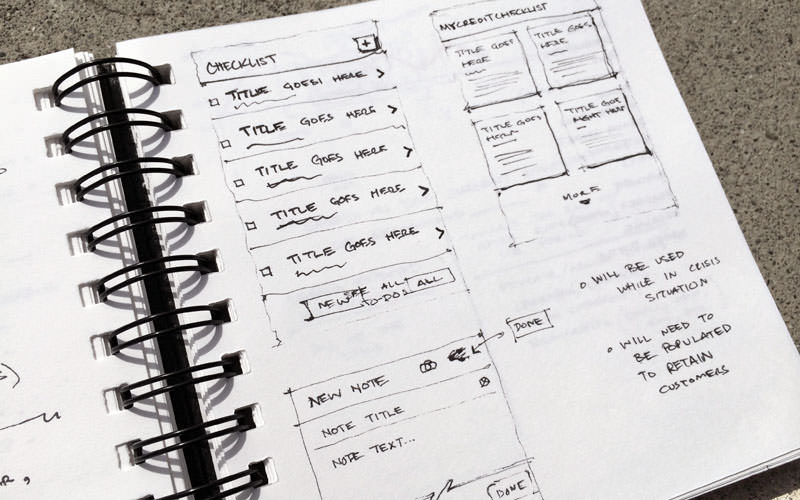 CHECKLIST
+
TITLE GOES! HERE
TITLE GOES HERE
TITLE GOES HERE
TITLE GOES HERE
TITLE GOES HERE
NEW
SEE ALL
TO-DOS
ALL
NEW NOTE
NOTE TITLE
NOTE TEXT...
DONE
DONE
MYCREDITCHECKLIST
TITLE GOES
HERE
TITLE GOES
HERE
TITLE GOES
HERE
TITLE GOE
RIGHT HERE
MORE
WILL BE USED
WHILE IN CRISIS
SITUATION
WILL NEED TO
BE POPULATED
TO RETAIN
CUSTOMERS